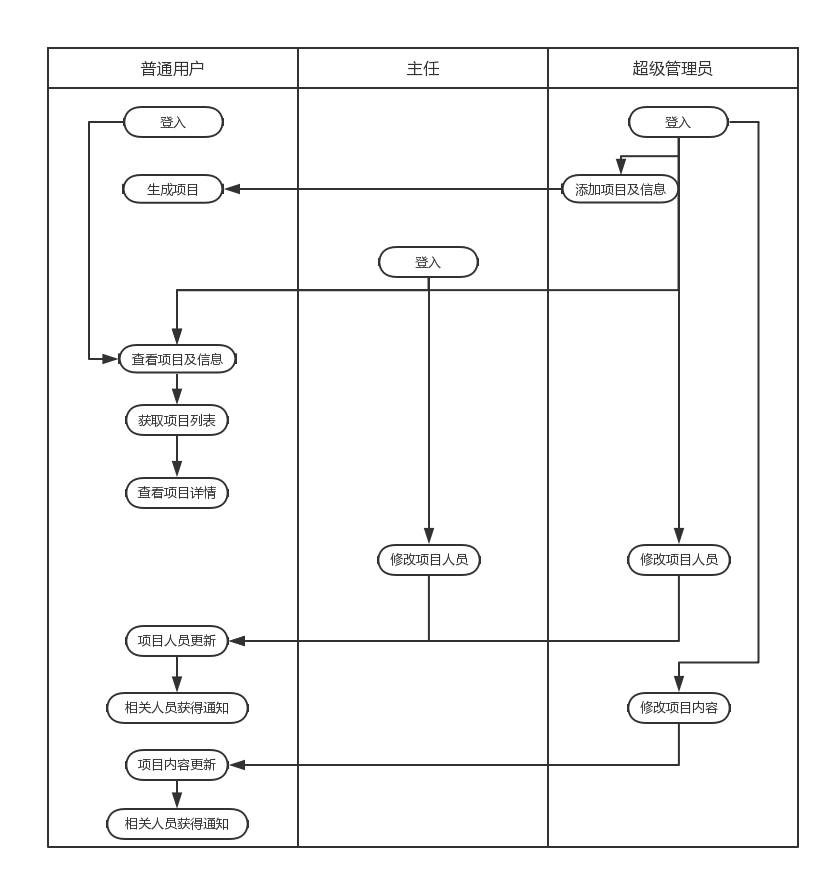 普通用户
主任
超级管理员
登入
登入
生成项目
添加项目及信息
登入
查看项目及信息
获取项目列表
查看项目详情
修改项目人员
修改项目人员
项目人员更新
相关人员获得通知
修改项目内容
项目内容更新
相关人员获得通知